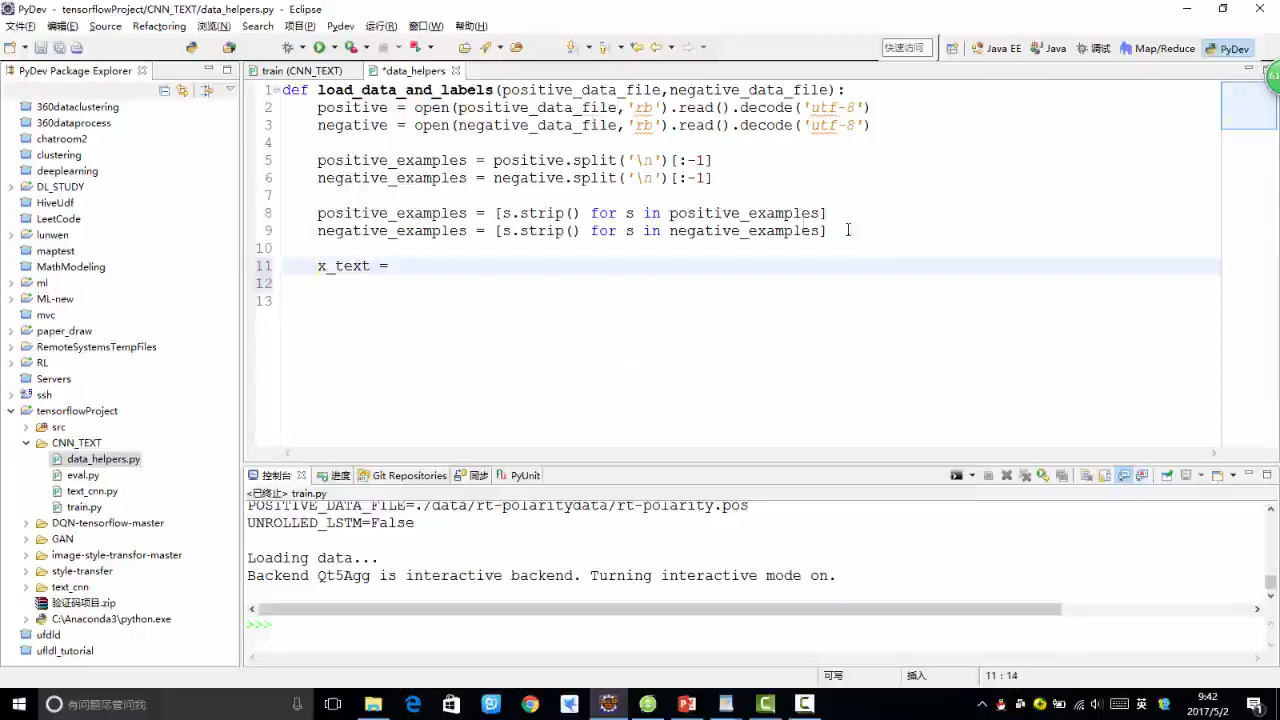 PyDev - tensorflowProject/CNN_TEXT/data_helpers.py - Eclipse
文件(F) 编辑(E) Source Refactoring 浏览(N) Search 项目(P) Pydev 运行(R) 窗口(W) 帮助(H)
快速访问 Java EE Java 调试 Map/Reduce PyDev
PyDev Package Explorer
train (CNN_TEXT) *data_helpers
61
360dataclustering
360dataprocess
chatroom2
clustering
deeplearning
DL_STUDY
HiveUdf
LeetCode
lunwen
maptest
MathModeling
ml
ML-new
mvc
paper_draw
RemoteSystemsTempFiles
RL
Servers
ssh
tensorflowProject
src
CNN_TEXT
data_helpers.py
eval.py
text_cnn.py
train.py
DQN-tensorflow-master
GAN
image-style-transfor-master
style-transfer
text_cnn
验证码项目.zip
C:\Anaconda3\python.exe
ufdld
ufldl_tutorial
1 def load_data_and_labels(positive_data_file,negative_data_file):
2 positive = open(positive_data_file,'rb').read().decode('utf-8')
3 negative = open(negative_data_file,'rb').read().decode('utf-8')
4
5 positive_examples = positive.split('\n')[:-1]
6 negative_examples = negative.split('\n')[:-1]
7
8 positive_examples = [s.strip() for s in positive_examples]
9 negative_examples = [s.strip() for s in negative_examples]
10
11 x_text =
12
13
控制台 进度 Git Repositories 同步 PyUnit
<已终止> train.py
POSITIVE_DATA_FILE=./data/rt-polaritydata/rt-polarity.pos
UNROLLED_LSTM=False
Loading data...
Backend Qt5Agg is interactive backend. Turning interactive mode on.
>>>
可写 插入 11 : 14
有问题尽管问我
英
9:42
2017/5/2